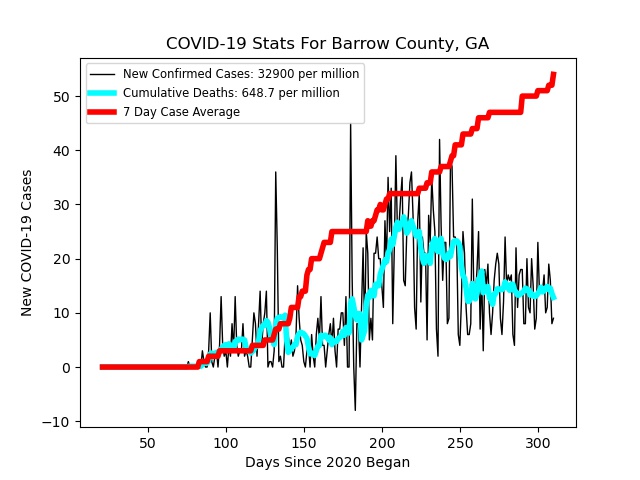 COVID-19 Stats For Barrow County, GA
New Confirmed Cases: 32900 per million
Cumulative Deaths: 648.7 per million
7 Day Case Average
New COVID-19 Cases
50
40
30
20
10
0
−10
50 100 150 200 250 300
Days Since 2020 Began